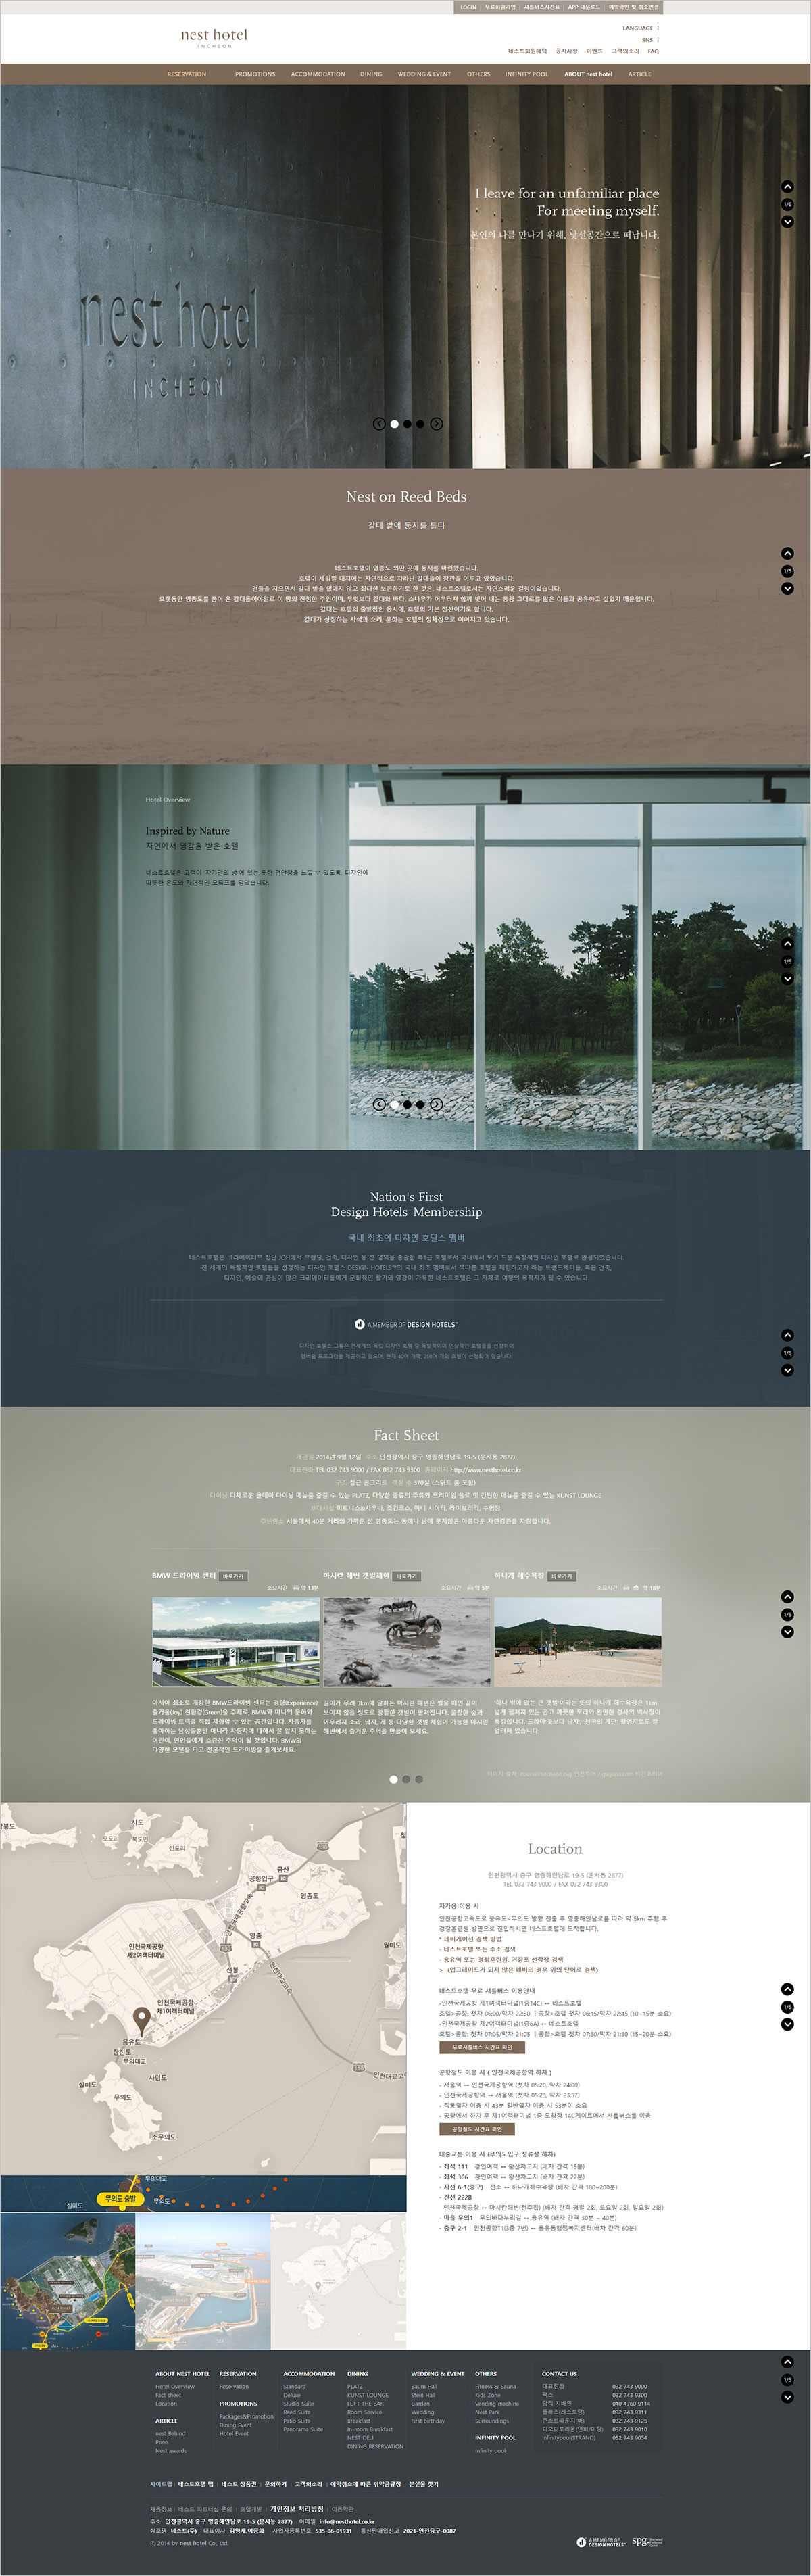 LOGIN | 무료회원가입 | 셔틀버스시간표 | APP 다운로드 | 예약확인 및 취소변경
nest hotel
INCHEON
LANGUAGE
SNS
네스트회원혜택 공지사항 이벤트 고객의소리 FAQ
RESERVATION PROMOTIONS ACCOMMODATION DINING WEDDING & EVENT OTHERS INFINITY POOL ABOUT nest hotel ARTICLE
I leave for an unfamiliar place
For meeting myself.
본연의 나를 만나기 위해, 낯선공간으로 떠납니다.
1/6
nest hotel
INCHEON
Nest on Reed Beds
갈대 밭에 둥지를 틀다
네스트호텔이 영종도 외딴 곳에 둥지를 마련했습니다.
호텔이 세워질 대지에는 자연적으로 자라난 갈대들이 장관을 이루고 있었습니다.
건물을 지으면서 갈대 밭을 없애지 않고 최대한 보존하기로 한 것은, 네스트호텔로서는 자연스러운 결정이였습니다.
오랫동안 영종도를 품어 온 갈대들이야말로 이 땅의 진정한 주인이며, 무엇보다 갈대와 바다, 소나무가 어우러져 함께 빚어 내는 풍광 그대로를 많은 이들과 공유하고 싶었기 때문입니다.
갈대는 호텔의 출발점인 동시에, 호텔의 기본 정신이기도 합니다.
갈대가 상징하는 사색과 소리, 문화는 호텔의 정체성으로 이어지고 있습니다.
1/6
Hotel Overview
Inspired by Nature
자연에서 영감을 받은 호텔
네스트호텔은 고객이 '자기만의 방'에 있는 듯한 편안함을 느낄 수 있도록, 디자인에
따뜻한 온도와 자연적인 모티프를 담았습니다.
1/6
Nation's First
Design Hotels Membership
국내 최초의 디자인 호텔스 멤버
네스트호텔은 크리에이티브 집단 JOH에서 브랜딩, 건축, 디자인 등 전 영역을 총괄한 특1급 호텔로서 국내에서 보기 드문 독창적인 디자인 호텔로 완성되었습니다.
전 세계의 독창적인 호텔들을 선정하는 디자인 호텔스 DESIGN HOTELS™의 국내 최초 멤버로서 색다른 호텔을 체험하고자 하는 트렌드세터들, 혹은 건축,
디자인, 예술에 관심이 많은 크리에이터들에게 문화적인 활기와 영감이 가득한 네스트호텔은 그 자체로 여행의 목적지가 될 수 있습니다.
A MEMBER OF DESIGN HOTELS™
디자인 호텔스 그룹은 전세계의 독립 디자인 호텔 중 독창적이며 인상적인 호텔들을 선정하여
멤버쉽 프로그램을 제공하고 있으며, 현재 60여 개국, 250여 개의 호텔이 선정되어 있습니다.
1/6
Fact Sheet
개관일 2014년 9월 12일 주소 인천광역시 중구 영종해안남로 19-5 (운서동 2877)
대표전화 TEL 032 743 9000 / FAX 032 743 9300 홈페이지 http://www.nesthotel.co.kr
구조 철근 콘크리트 객실 수 370실 (스위트 룸 포함)
다이닝 다채로운 올데이 다이닝 메뉴를 즐길 수 있는 PLATZ, 다양한 종류의 주류와 프리미엄 음료 및 간단한 메뉴를 즐길 수 있는 KUNST LOUNGE
부대시설 피트니스&사우나, 조깅코스, 미니 시어터, 라이브러리, 수영장
주변명소 서울에서 40분 거리의 가까운 섬 영종도는 동해나 남해 못지않은 아름다운 자연경관을 자랑합니다.
BMW 드라이빙 센터 바로가기
소요시간 약 13분
마시란 해변 갯벌체험 바로가기
소요시간 약 5분
하나개 해수욕장 바로가기
소요시간 약 18분
1/6
아시아 최초로 개장한 BMW드라이빙 센터는 경험(Experience)
즐거움(Joy) 친환경(Green)을 주제로, BMW와 미니의 문화와
드라이빙 트랙을 직접 체험할 수 있는 공간입니다. 자동차를
좋아하는 남성들뿐만 아니라 자동차에 대해서 잘 알지 못하는
어린이, 연인들에게 소중한 추억이 될 것입니다. BMW의
다양한 모델을 타고 전문적인 드라이빙을 즐겨보세요.
길이가 무려 3km에 달하는 마시란 해변은 썰물 때면 끝이
보이지 않을 정도로 광활한 갯벌이 펼쳐집니다. 울창한 숲과
어우러져 소라, 낙지, 게 등 다양한 갯벌 체험이 가능한 마시란
해변에서 즐거운 추억을 만들어 보세요.
'하나 밖에 없는 큰 갯벌'이라는 뜻의 하나개 해수욕장은 1km
넓게 펼쳐져 있는 곱고 깨끗한 모래와 완만한 경사의 백사장이
특징입니다. 드라마 '꽃보다 남자', '천국의 계단' 촬영지로도 잘
알려져 있습니다
Location
인천광역시 중구 영종해안남로 19-5 (운서동 2877)
TEL 032 743 9000 / FAX 032 743 9300
자가용 이용 시
인천공항고속도로 용유도~무의도 방향 진출 후 영종해안남로를 따라 약 5km 주행 후
경정훈련원 방면으로 진입하시면 네스트호텔에 도착합니다.
* 네비게이션 검색 방법
- 네스트호텔 또는 주소 검색
- 용유역 또는 경정훈련원, 거잠포 선착장 검색
> (업그레이드가 되지 않은 네비의 경우 위의 단어로 검색)
네스트호텔 무료 셔틀버스 이용안내
-인천국제공항 제1여객터미널(1층14C) ↔ 네스트호텔
호텔>공항: 첫차 06:00/막차 22:30 | 공항>호텔 첫차 06:15/막차 22:45 (10~15분 소요)
-인천국제공항 제2여객터미널(1층6A) ↔ 네스트호텔
호텔>공항: 첫차 07:05/막차 21:05 | 공항>호텔 첫차 07:30/막차 21:30 (15~20분 소요)
무료셔틀버스 시간표 확인
공항철도 이용 시 ( 인천국제공항역 하차 )
- 서울역 → 인천국제공항역 (첫차 05:20, 막차 24:00)
- 인천국제공항역 → 서울역 (첫차 05:23, 막차 23:57)
- 직통열차 이용 시 43분 일반열차 이용 시 53분이 소요
- 공항에서 하차 후 제1여객터미널 1층 도착장 14C게이트에서 셔틀버스를 이용
공항철도 시간표 확인
대중교통 이용 시 (무의도입구 정류장 하차)
- 좌석 111 강인여객 ↔ 왕산차고지 (배차 간격 15분)
- 좌석 306 강인여객 ↔ 왕산차고지 (배차 간격 22분)
- 지선 6-1(중구) 전소 ↔ 하나개해수욕장 (배차 간격 180~200분)
- 간선 222B
인천국제공항 ↔ 마시란해변(전주집) (배차 간격 평일 2회, 토요일 2회, 일요일 2회)
- 마을 무의1 무의바다누리길 ↔ 용유역 (배차 간격 30분 ~ 40분)
- 중구 2-1 인천공항T1(3층 7번) ↔ 용유동행정복지센터(배차 간격 60분)
1/6
시도
모도리
북도면
신도리
금산
공항입구
영종도
인천국제공항고속
영종
130
월미도
인천국제공항
제2여객터미널
신불
인천대교고속
인천국제공항
제1여객터미널
용유도
잠진도
무의대교
사렴도
실미도
무의도
110
인천대교고속
소무의도
무의대교
무의도 출발
무의도
실미도
ABOUT NEST HOTEL
Hotel Overview
Fact sheet
Location
ARTICLE
nest Behind
Press
Nest awards
RESERVATION
Reservation
PROMOTIONS
Packages&Promotion
Dining Event
Hotel Event
ACCOMMODATION
Standard
Deluxe
Studio Suite
Reed Suite
Patio Suite
Panorama Suite
DINING
PLATZ
KUNST LOUNGE
LUFT THE BAR
Room Service
Breakfast
In-room Breakfast
NEST DELI
DINING RESERVATION
WEDDING & EVENT
Baum Hall
Stein Hall
Garden
Wedding
First birthday
OTHERS
Fitness & Sauna
Kids Zone
Vending machine
Nest Park
Surroundings
INFINITY POOL
Infinity pool
CONTACT US
대표전화 032 743 9000
팩스 032 743 9300
당직 지배인 010 4760 9114
플라츠(레스토랑) 032 743 9311
쿤스트라운지(바) 032 743 9125
디오디토리움(연회/미팅) 032 743 9010
Infinitypool(STRAND) 032 743 9054
1/6
사이트맵 | 네스트호텔 맵 | 네스트 상품권 | 문의하기 | 고객의소리 | 예약취소에 따른 위약금규정 | 분실물 찾기
채용정보 | 네스트 파트너십 문의 | 호텔개발 | 개인정보 처리방침 | 이용약관
주소 인천광역시 중구 영종해안남로 19-5 (운서동 2877) 이메일 info@nesthotel.co.kr
상호명 네스트(주) 대표이사 김영재,이종화 사업자등록번호 535-86-01931 통신판매업신고 2021-인천중구-0087
ⓒ 2014 by nest hotel Co., Ltd.
A MEMBER OF
DESIGN HOTELS™
spg